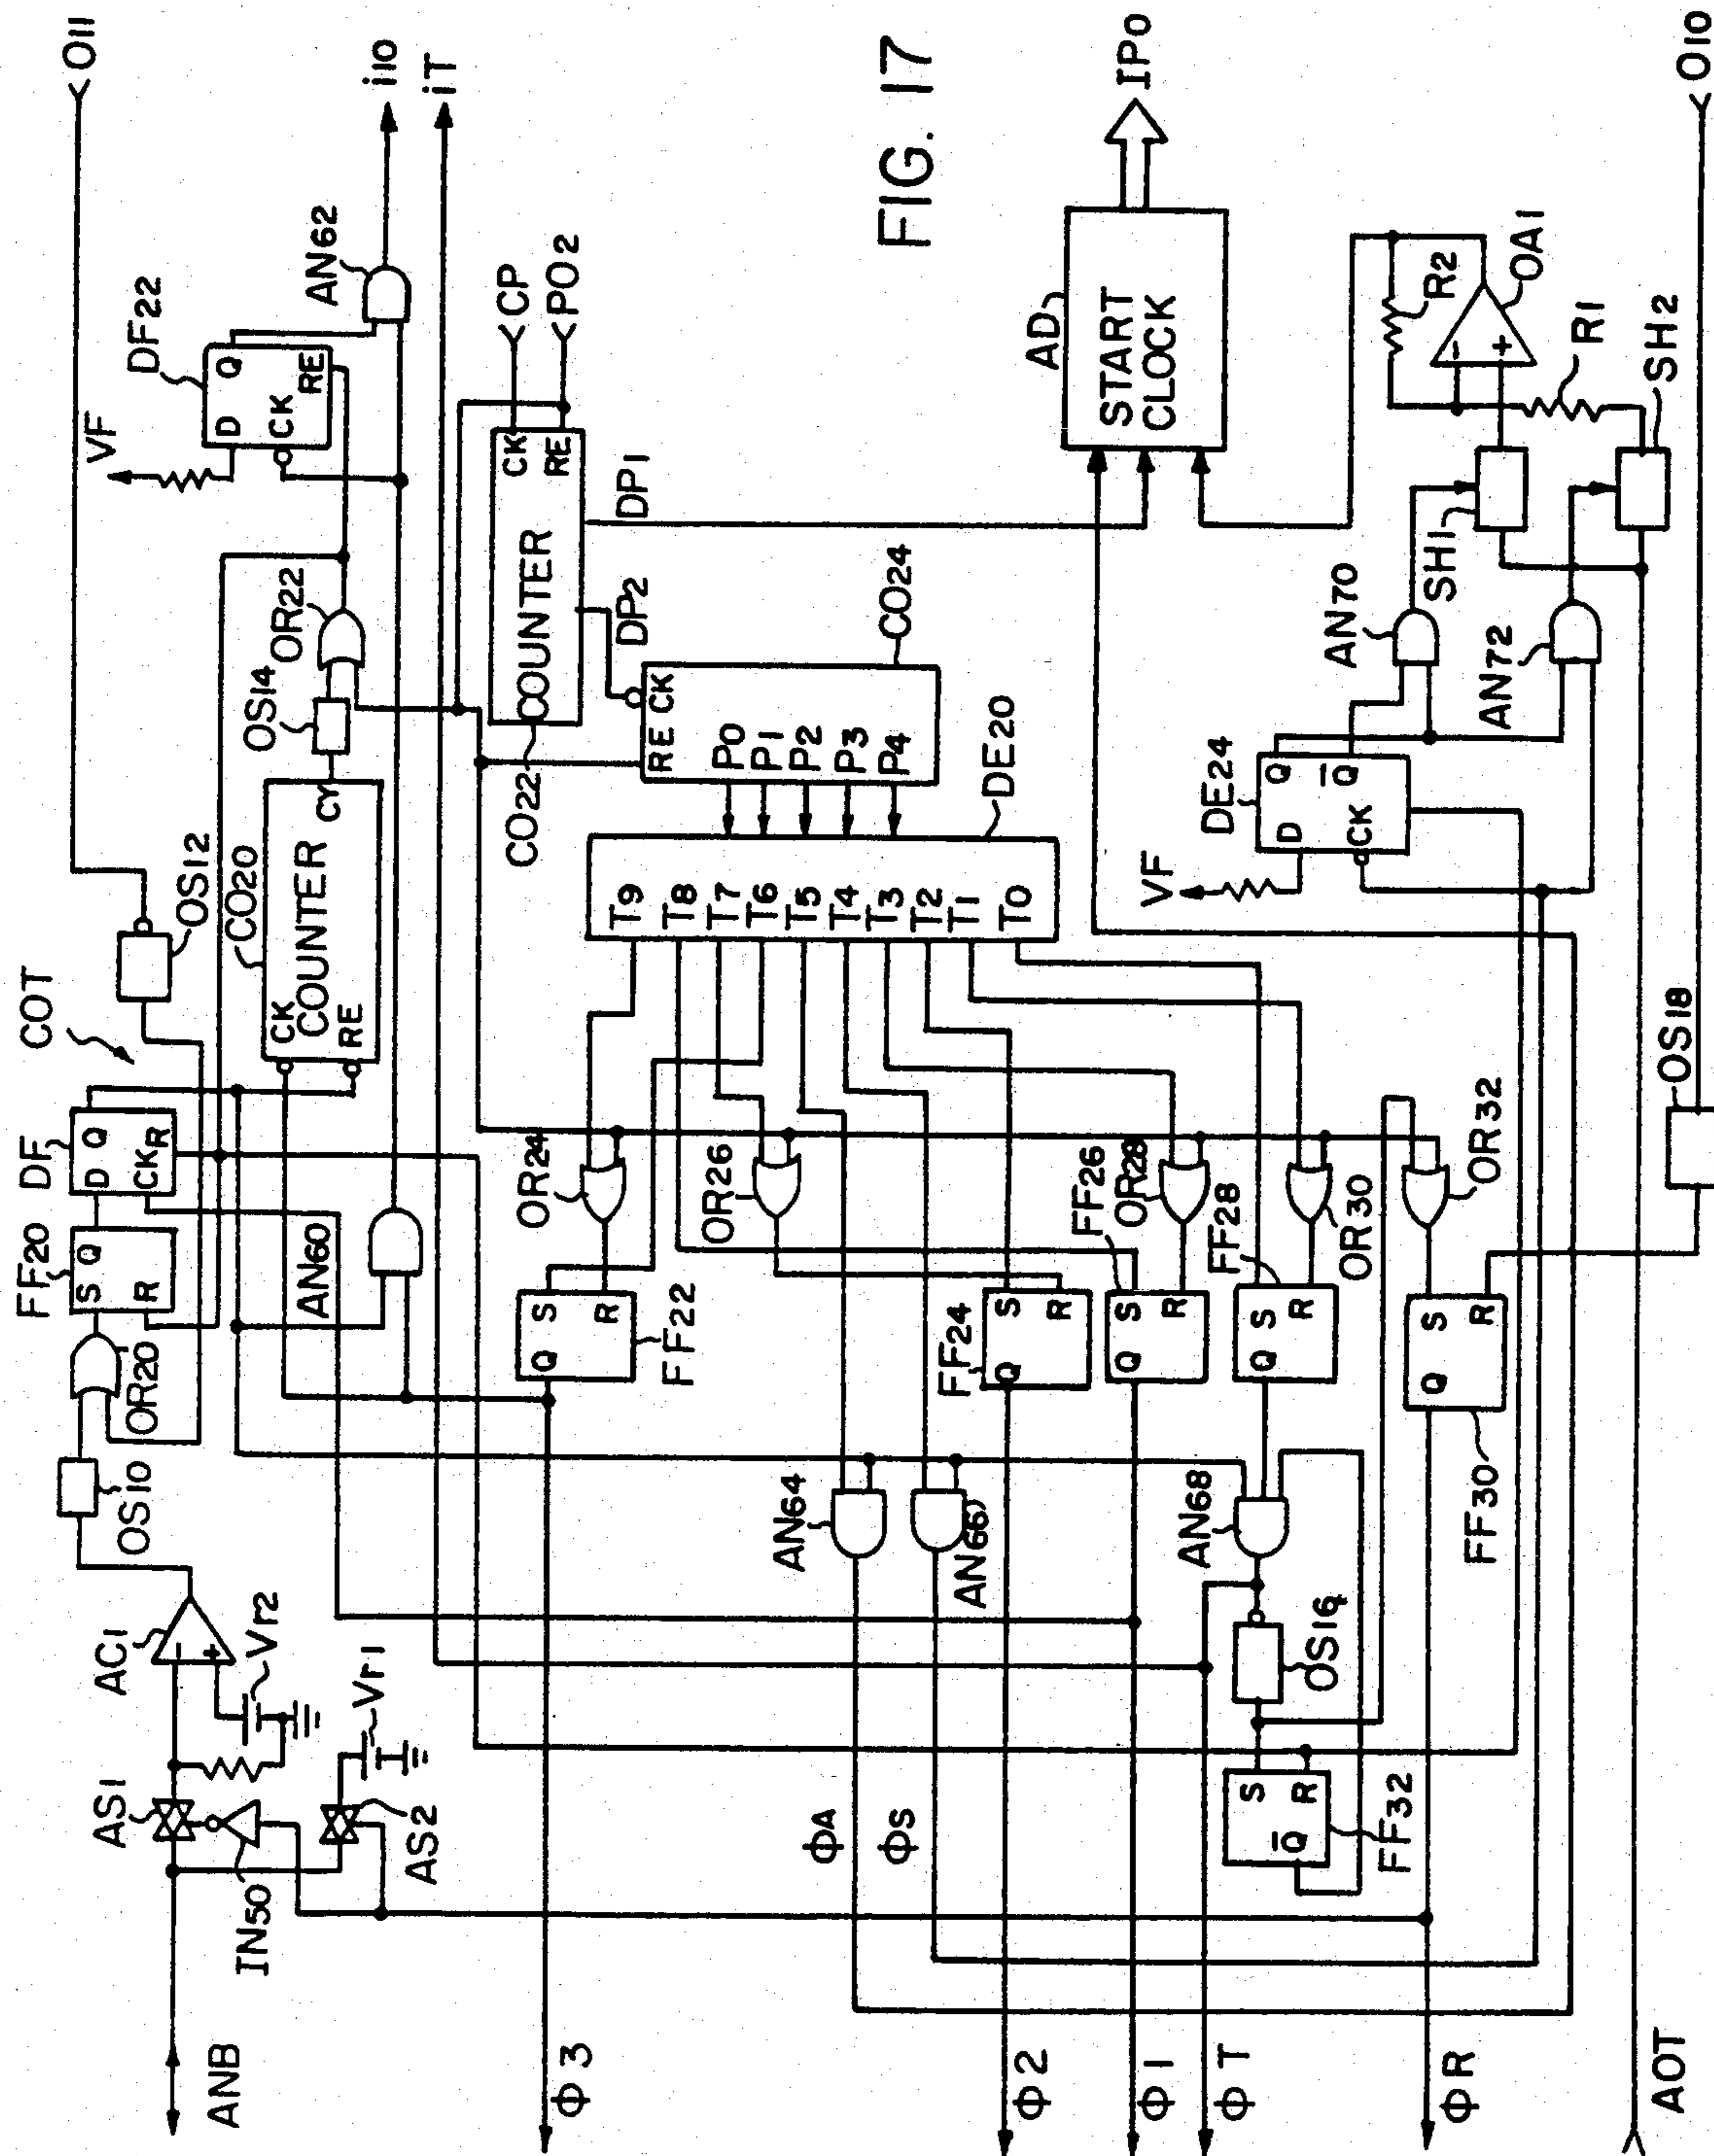 FIG. 17
ANB
AS1
IN50
AS2
Vr1
Vr2
AC1
OS10
OR20
FF20
S Q
R
DF
D Q
CK R
COT
OS12
O11
AN60
CO20
CK
COUNTER
RE
CY
OS14
OR22
VF
DF22
D Q
CK
RE
AN62
i10
iT
CP
PO2
CK
RE
COUNTER
CO22
DP1
DP2
CO24
RE CK
P0
P1
P2
P3
P4
DE20
T9
T8
T7
T6
T5
T4
T3
T2
T1
T0
AD
START
CLOCK
IP0
OR24
OR26
FF26
OR28
FF28
OR30
OR32
S
Q
R
FF22
S
Q
R
FF24
S
Q
R
S
Q
R
S
Q
R
FF30
AN64
AN66
AN68
OS16
S
Q̅
R
FF32
VF
DE24
D Q
Q̅
CK
AN70
AN72
SH1
SH2
R1
R2
OA1
-
+
-
+
OS18
O10
ΦA
ΦS
Φ3
Φ2
Φ1
ΦT
ΦR
AOT